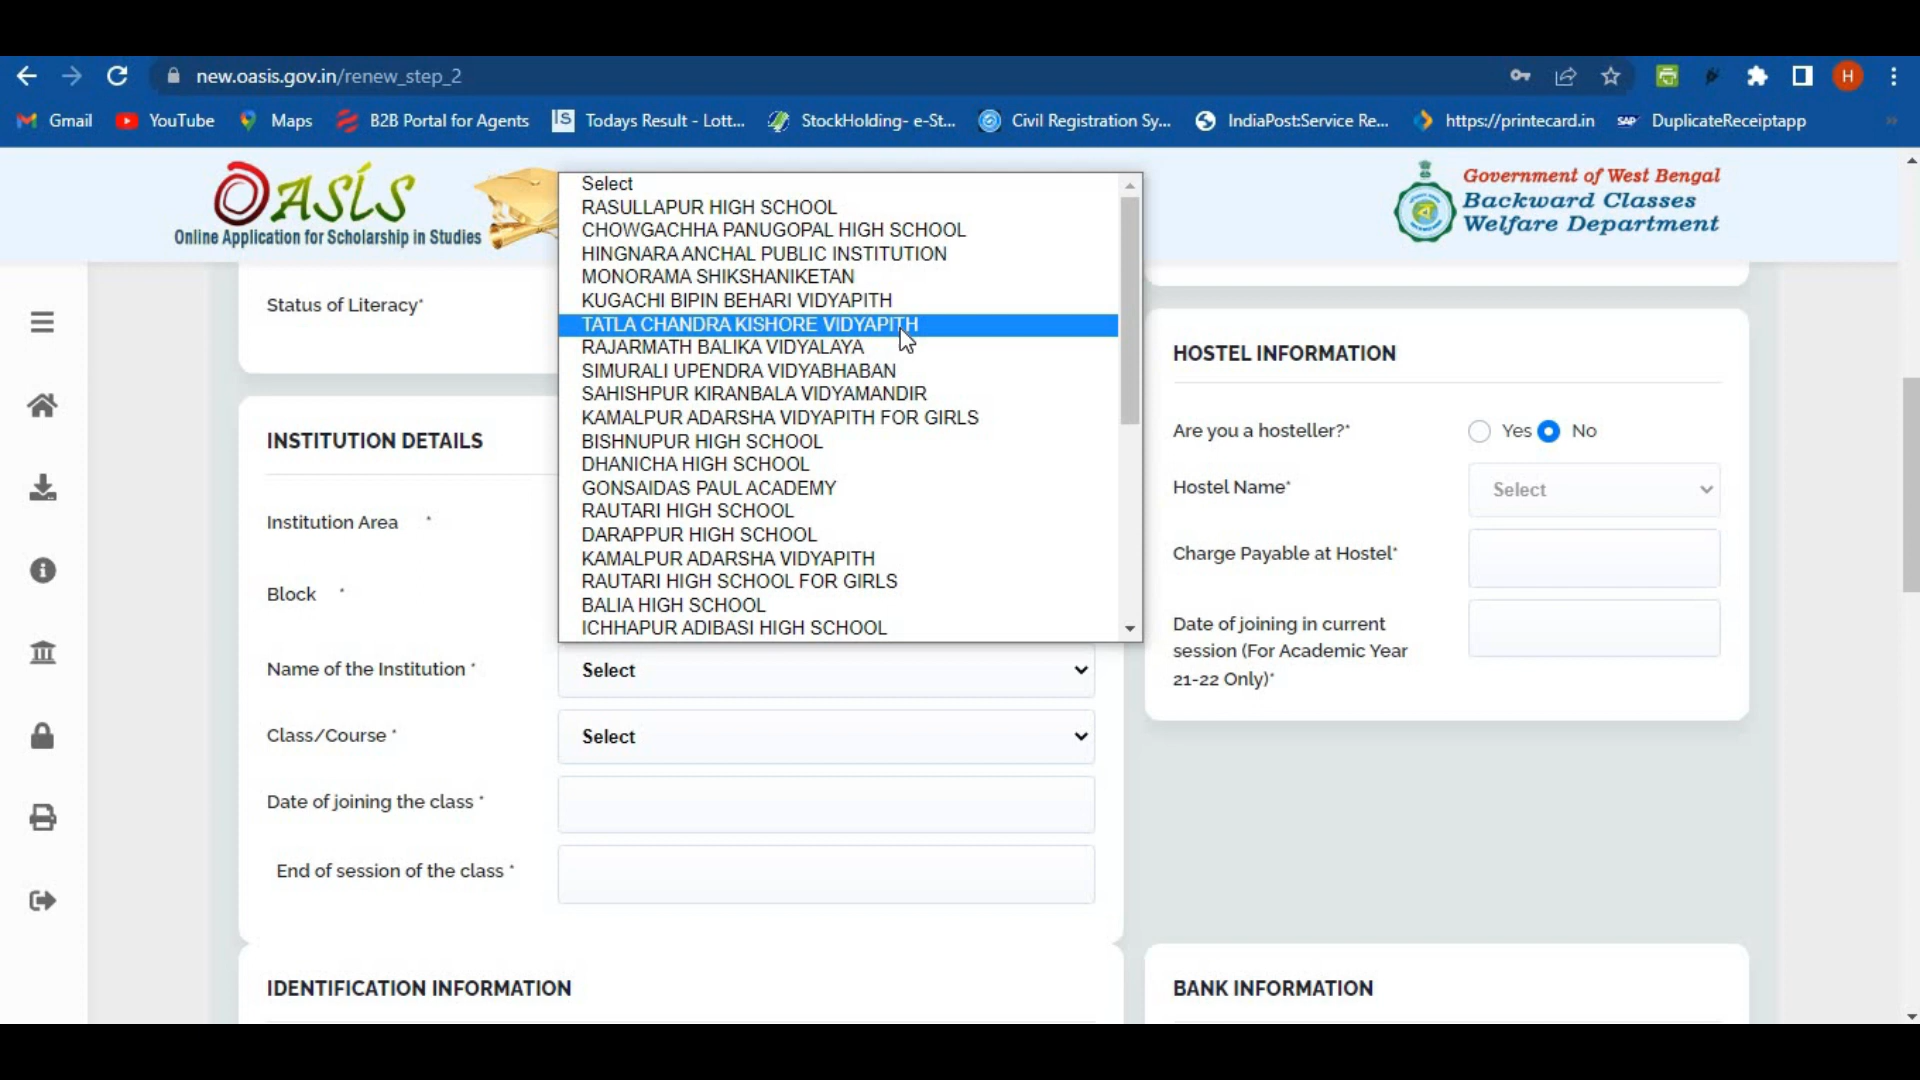 new.oasis.gov.in/renew_step_2
H
Gmail
YouTube
Maps
B2B Portal for Agents
Todays Result - Lott...
StockHolding- e-St...
Civil Registration Sy...
IndiaPost:Service Re...
https://printecard.in
SAP DuplicateReceiptapp
OASIS
Online Application for Scholarship in Studies
Government of West Bengal
Backward Classes
Welfare Department
Status of Literacy*
Select
RASULLAPUR HIGH SCHOOL
CHOWGACHHA PANUGOPAL HIGH SCHOOL
HINGNARA ANCHAL PUBLIC INSTITUTION
MONORAMA SHIKSHANIKETAN
KUGACHI BIPIN BEHARI VIDYAPITH
TATLA CHANDRA KISHORE VIDYAPITH
RAJARMATH BALIKA VIDYALAYA
SIMURALI UPENDRA VIDYABHABAN
SAHISHPUR KIRANBALA VIDYAMANDIR
KAMALPUR ADARSHA VIDYAPITH FOR GIRLS
BISHNUPUR HIGH SCHOOL
DHANICHA HIGH SCHOOL
GONSAIDAS PAUL ACADEMY
RAUTARI HIGH SCHOOL
DARAPPUR HIGH SCHOOL
KAMALPUR ADARSHA VIDYAPITH
RAUTARI HIGH SCHOOL FOR GIRLS
BALIA HIGH SCHOOL
ICHHAPUR ADIBASI HIGH SCHOOL
INSTITUTION DETAILS
Institution Area *
Block *
Name of the Institution *
Select
Class/Course *
Select
Date of joining the class *
End of session of the class *
HOSTEL INFORMATION
Are you a hosteller?*
Yes
No
Hostel Name*
Select
Charge Payable at Hostel*
Date of joining in current
session (For Academic Year
21-22 Only)*
IDENTIFICATION INFORMATION
BANK INFORMATION